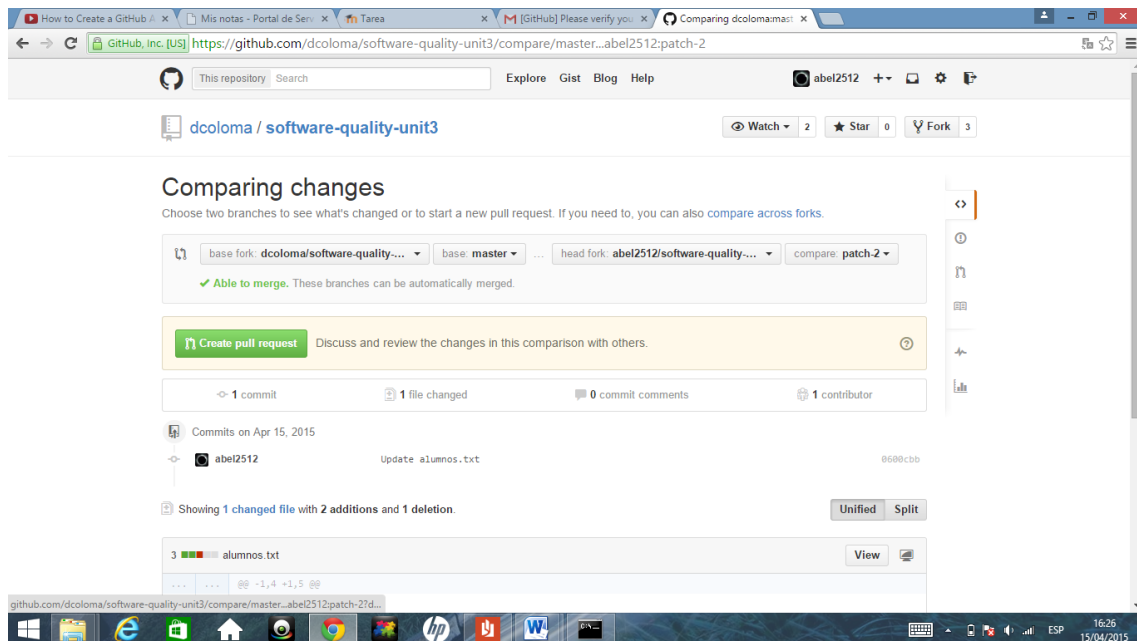 How to Create a GitHub A
Mis notas - Portal de Serv
Tarea
[GitHub] Please verify you
Comparing dcoloma:mast
GitHub, Inc. [US] https://github.com/dcoloma/software-quality-unit3/compare/master...abel2512:patch-2
This repository Search Explore Gist Blog Help abel2512
dcoloma / software-quality-unit3 Watch 2 Star 0 Fork 3
Comparing changes
Choose two branches to see what's changed or to start a new pull request. If you need to, you can also compare across forks.
base fork: dcoloma/software-quality-... base: master ... head fork: abel2512/software-quality-... compare: patch-2
Able to merge. These branches can be automatically merged.
Create pull request Discuss and review the changes in this comparison with others.
1 commit 1 file changed 0 commit comments 1 contributor
Commits on Apr 15, 2015
abel2512 Update alumnos.txt 0600cbb
Showing 1 changed file with 2 additions and 1 deletion. Unified Split
3 alumnos.txt View
... ... @@ -1,4 +1,5 @@
github.com/dcoloma/software-quality-unit3/compare/master...abel2512:patch-2?d...
hp
ESP
16:26
15/04/2015